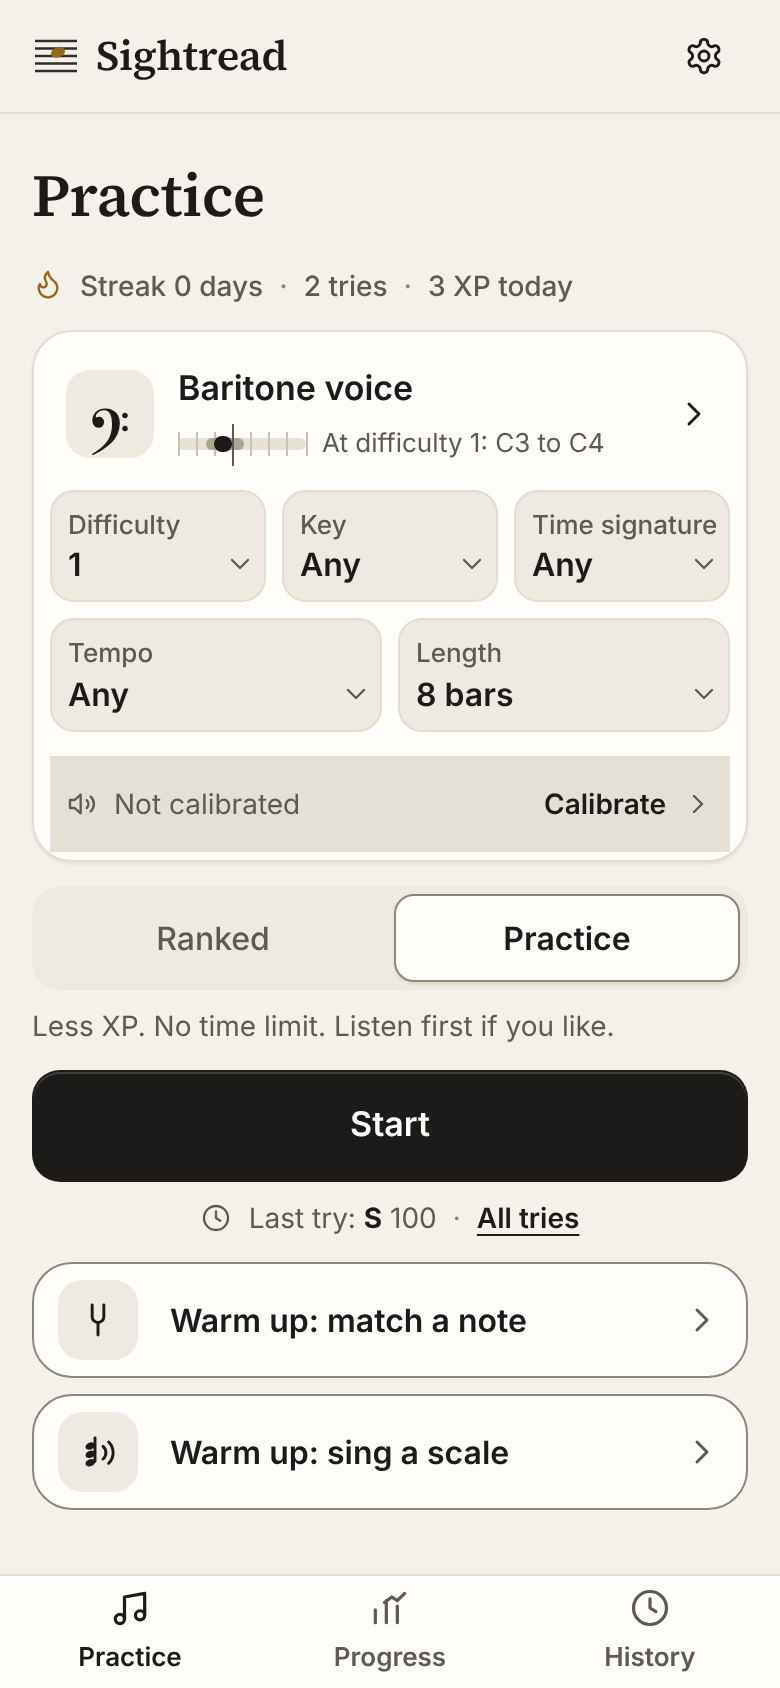 Sightread
Practice
Streak 0 days · 2 tries · 3 XP today
Baritone voice
At difficulty 1: C3 to C4
Difficulty
1
Key
Any
Time signature
Any
Tempo
Any
Length
8 bars
Not calibrated
Calibrate
Ranked
Practice
Less XP. No time limit. Listen first if you like.
Start
Last try: S 100 · All tries
Warm up: match a note
Warm up: sing a scale
Practice
Progress
History